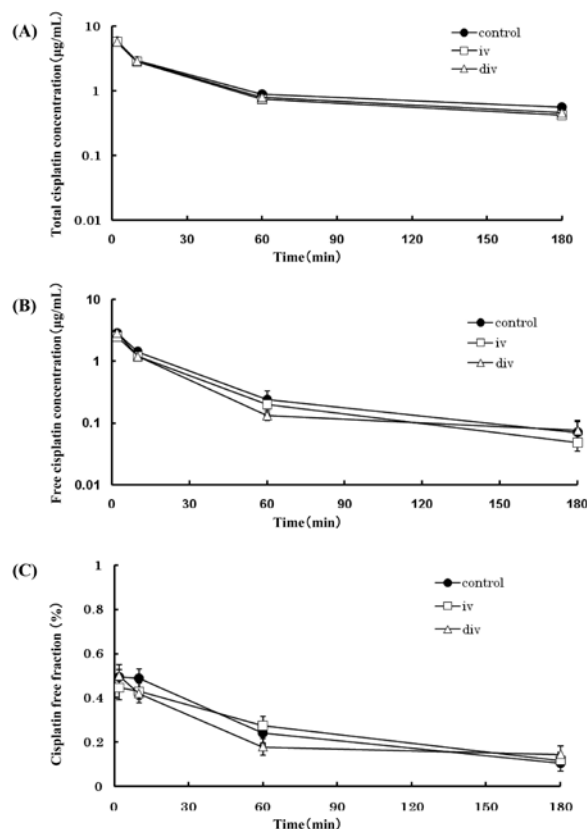 (A)
Total cisplatin concentration (μg/mL)
10
1
0.1
0.01
0 30 60 90 120 150 180
Time(min)
control
iv
div
(B)
Free cisplatin concentration (μg/mL)
10
1
0.1
0.01
0 30 60 90 120 150 180
Time(min)
control
iv
div
(C)
Cisplatin free fraction (%)
1
0.8
0.6
0.4
0.2
0
0 30 60 90 120 150 180
Time(min)
control
iv
div